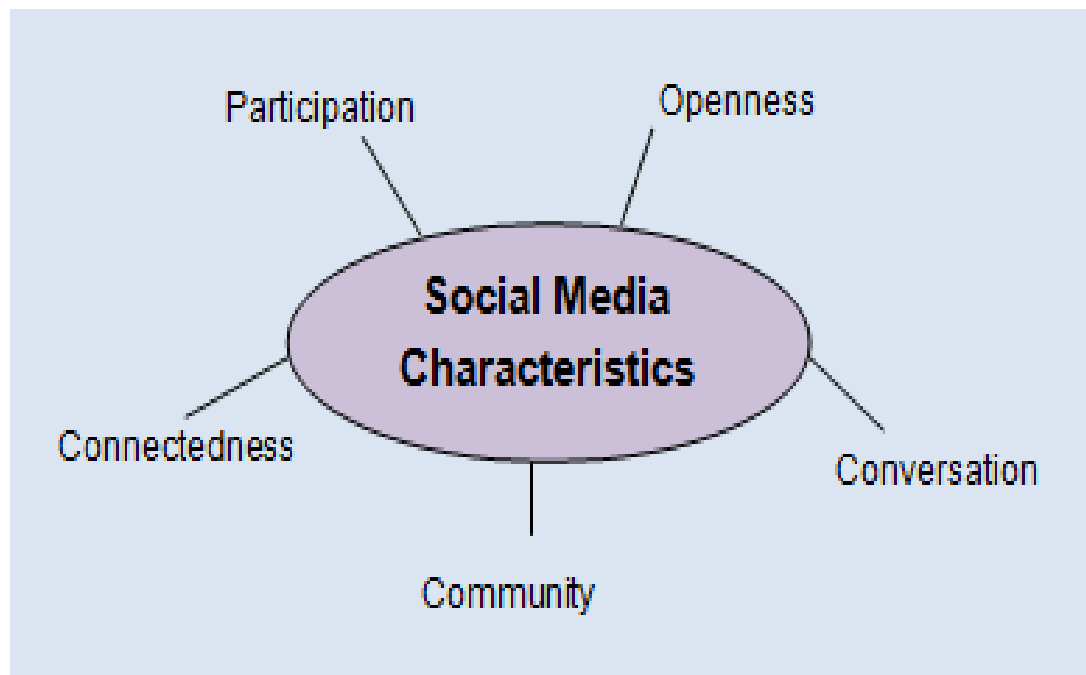 Participation
Openness
Social Media
Characteristics
Connectedness
Conversation
Community